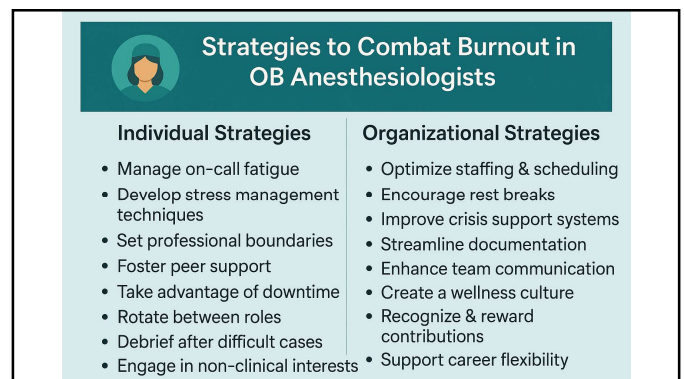 Strategies to Combat Burnout in
OB Anesthesiologists
Individual Strategies
• Manage on-call fatigue
• Develop stress management
techniques
• Set professional boundaries
• Foster peer support
• Take advantage of downtime
• Rotate between roles
• Debrief after difficult cases
• Engage in non-clinical interests
Organizational Strategies
• Optimize staffing & scheduling
• Encourage rest breaks
• Improve crisis support systems
• Streamline documentation
• Enhance team communication
• Create a wellness culture
• Recognize & reward
contributions
• Support career flexibility